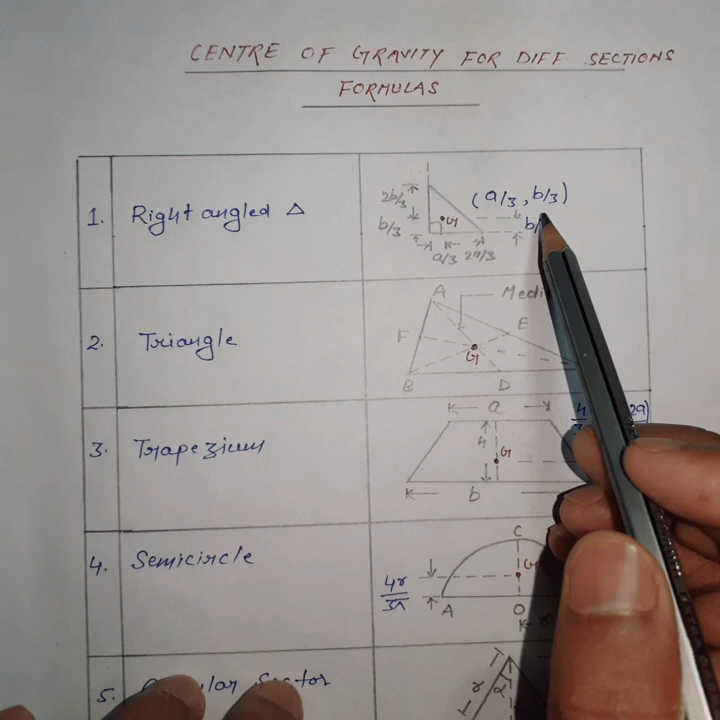 CENTRE OF GRAVITY FOR DIFF. SECTIONS
FORMULAS
1.
Right angled Δ
2b/3
b/3
G
a/3 2a/3
(a/3, b/3)
2.
Triangle
A
F
E
G
B
D
3.
Trapezium
a
h
G
b
4.
Semicircle
C
G
4r
3π
A
O
r
5.
Sector
r
α